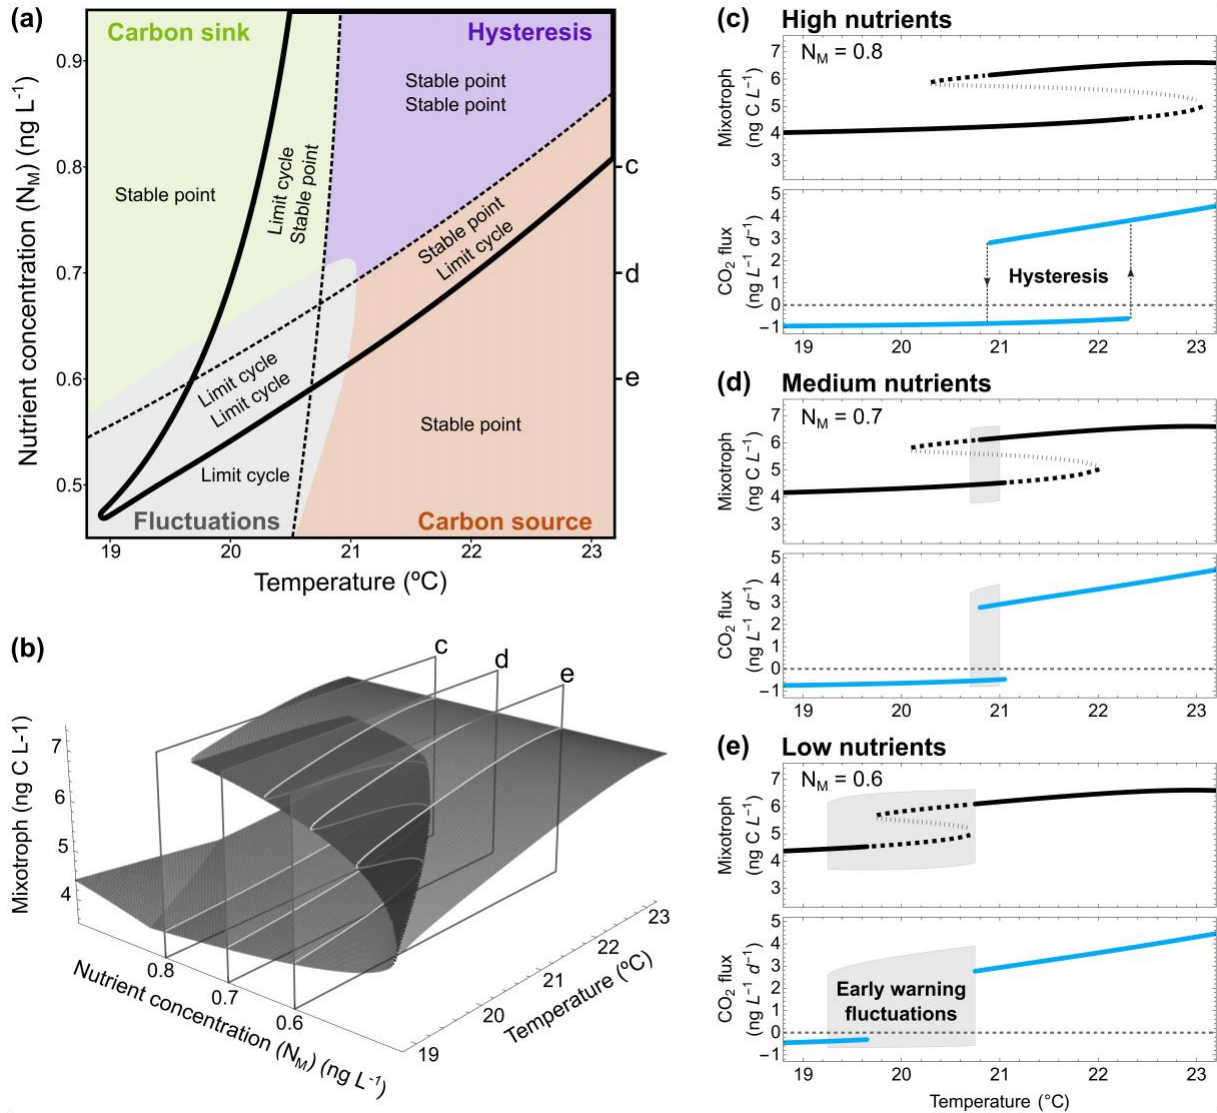 (a)
Carbon sink
Hysteresis
Stable point
Stable point
Stable point
Limit cycle
Stable point
Stable point
Limit cycle
Limit cycle
Limit cycle
Limit cycle
Stable point
Fluctuations
Carbon source
Nutrient concentration (N_M) (ng L⁻¹)
0.9
0.8
0.7
0.6
0.5
c
d
e
19 20 21 22 23
Temperature (ºC)
(b)
c
d
e
Mixotroph (ng C L-1)
7
6
5
4
0.8
0.7
0.6
Nutrient concentration (N_M) (ng L⁻¹)
19
20
21
22
23
Temperature (ºC)
(c) High nutrients
N_M = 0.8
Mixotroph
(ng C L⁻¹)
7
6
5
4
3
CO₂ flux
(ng L⁻¹ d⁻¹)
5
4
3
2
1
0
−1
Hysteresis
19 20 21 22 23
(d) Medium nutrients
N_M = 0.7
Mixotroph
(ng C L⁻¹)
7
6
5
4
3
CO₂ flux
(ng L⁻¹ d⁻¹)
5
4
3
2
1
0
−1
19 20 21 22 23
(e) Low nutrients
N_M = 0.6
Mixotroph
(ng C L⁻¹)
7
6
5
4
3
CO₂ flux
(ng L⁻¹ d⁻¹)
5
4
3
2
1
0
−1
Early warning
fluctuations
19 20 21 22 23
Temperature (°C)